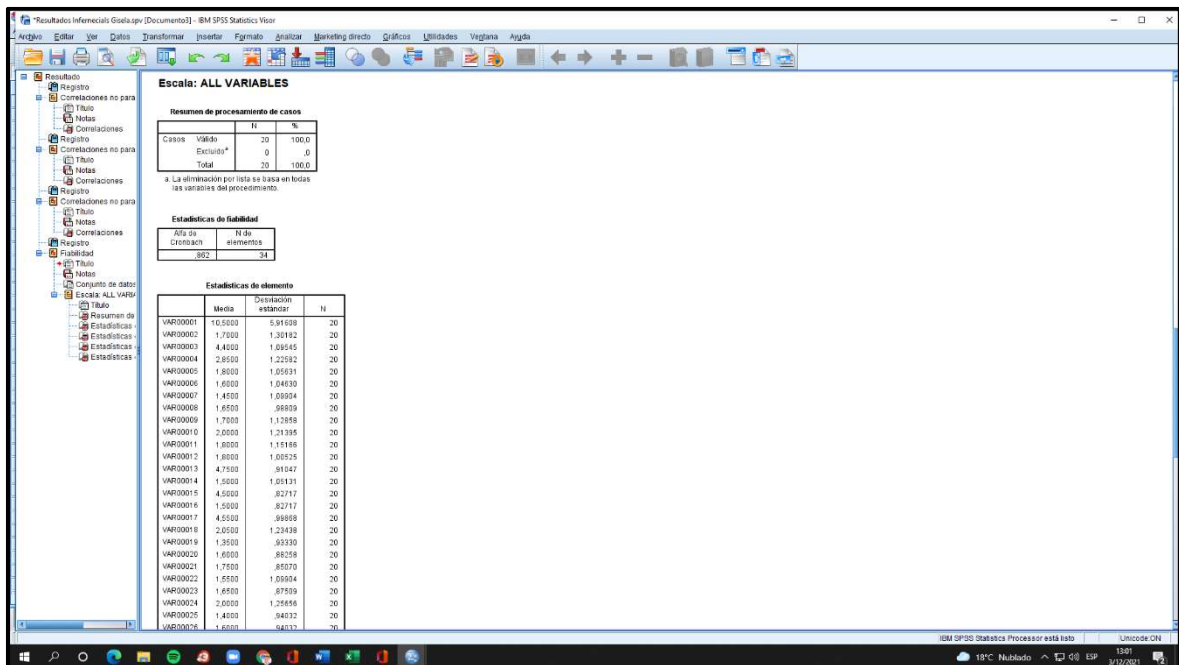 *Resultados Infernecials Gisela.spv [Documento3] - IBM SPSS Statistics Visor
Archivo Editar Ver Datos Transformar Insertar Formato Analizar Marketing directo Gráficos Utilidades Ventana Ayuda
Resultado
Registro
Correlaciones no para
Título
Notas
Correlaciones
Registro
Correlaciones no para
Título
Notas
Correlaciones
Registro
Correlaciones no para
Título
Notas
Correlaciones
Registro
Fiabilidad
Título
Notas
Conjunto de datos
Escala: ALL VARIA
Título
Resumen de
Estadísticas
Estadísticas
Estadísticas
Estadísticas
Escala: ALL VARIABLES
Resumen de procesamiento de casos
N %
Casos Válido 20 100,0
Excluido a 0 ,0
Total 20 100,0
a. La eliminación por lista se basa en todas
las variables del procedimiento.
Estadísticas de fiabilidad
Alfa de N de
Cronbach elementos
,862 34
Estadísticas de elemento
Desviación
Media estándar N
VAR00001 10,5000 5,91608 20
VAR00002 1,7000 1,30182 20
VAR00003 4,4000 1,09545 20
VAR00004 2,8500 1,22582 20
VAR00005 1,8000 1,05631 20
VAR00006 1,6000 1,04630 20
VAR00007 1,4500 1,09904 20
VAR00008 1,6500 ,98809 20
VAR00009 1,7000 1,12858 20
VAR00010 2,0000 1,21395 20
VAR00011 1,8000 1,15166 20
VAR00012 1,8000 1,00525 20
VAR00013 4,7500 ,91047 20
VAR00014 1,5000 1,05131 20
VAR00015 4,5000 ,82717 20
VAR00016 1,5000 ,82717 20
VAR00017 4,5500 ,99868 20
VAR00018 2,0500 1,23438 20
VAR00019 1,3500 ,93330 20
VAR00020 1,6000 ,88258 20
VAR00021 1,7500 ,85070 20
VAR00022 1,5500 1,09904 20
VAR00023 1,6500 ,87509 20
VAR00024 2,0000 1,25656 20
VAR00025 1,4000 ,94032 20
VAR00026 1,6000 ,94032 20
IBM SPSS Statistics Processor está listo Unicode:ON
18°C Nublado ESP 13:01
3/12/2021